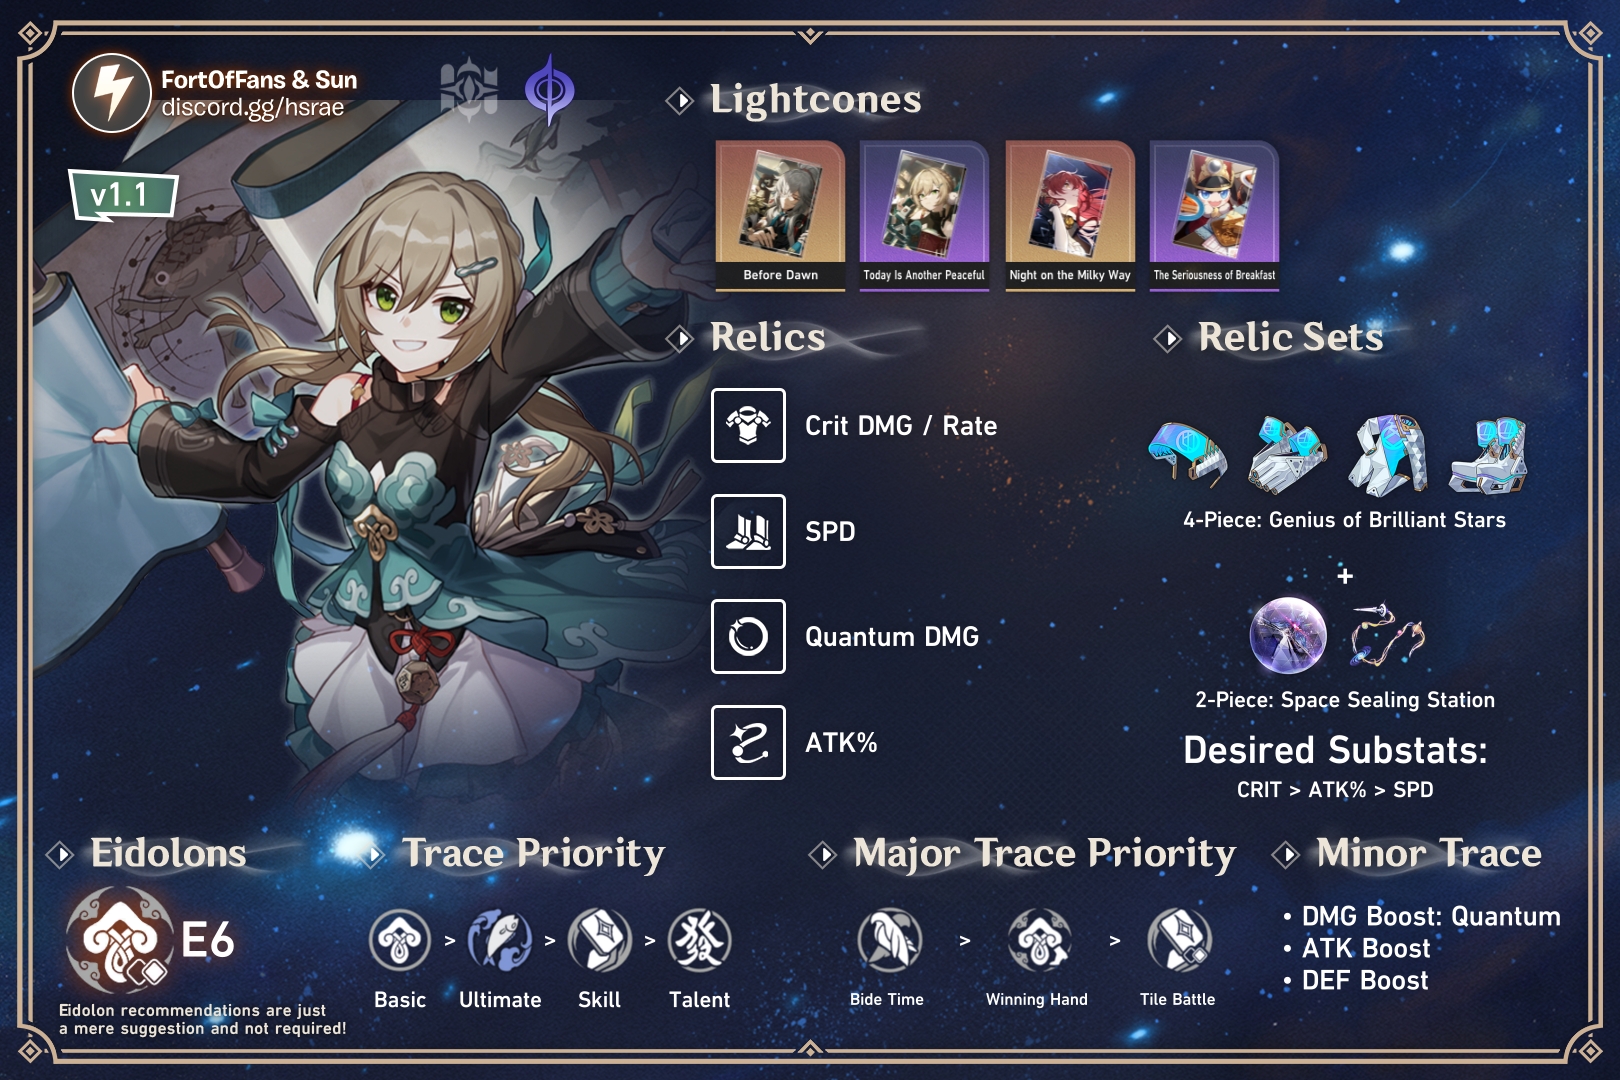 FortOfFans & Sun
discord.gg/hsrae
v1.1
Lightcones
Before Dawn
Today Is Another Peaceful
Night on the Milky Way
The Seriousness of Breakfast
Relics
Crit DMG / Rate
SPD
Quantum DMG
ATK%
Relic Sets
4-Piece: Genius of Brilliant Stars
+
2-Piece: Space Sealing Station
Desired Substats:
CRIT > ATK% > SPD
Eidolons
E6
Eidolon recommendations are just
a mere suggestion and not required!
Trace Priority
> > >
Basic Ultimate Skill Talent
Major Trace Priority
> >
Bide Time Winning Hand Tile Battle
Minor Trace
• DMG Boost: Quantum
• ATK Boost
• DEF Boost